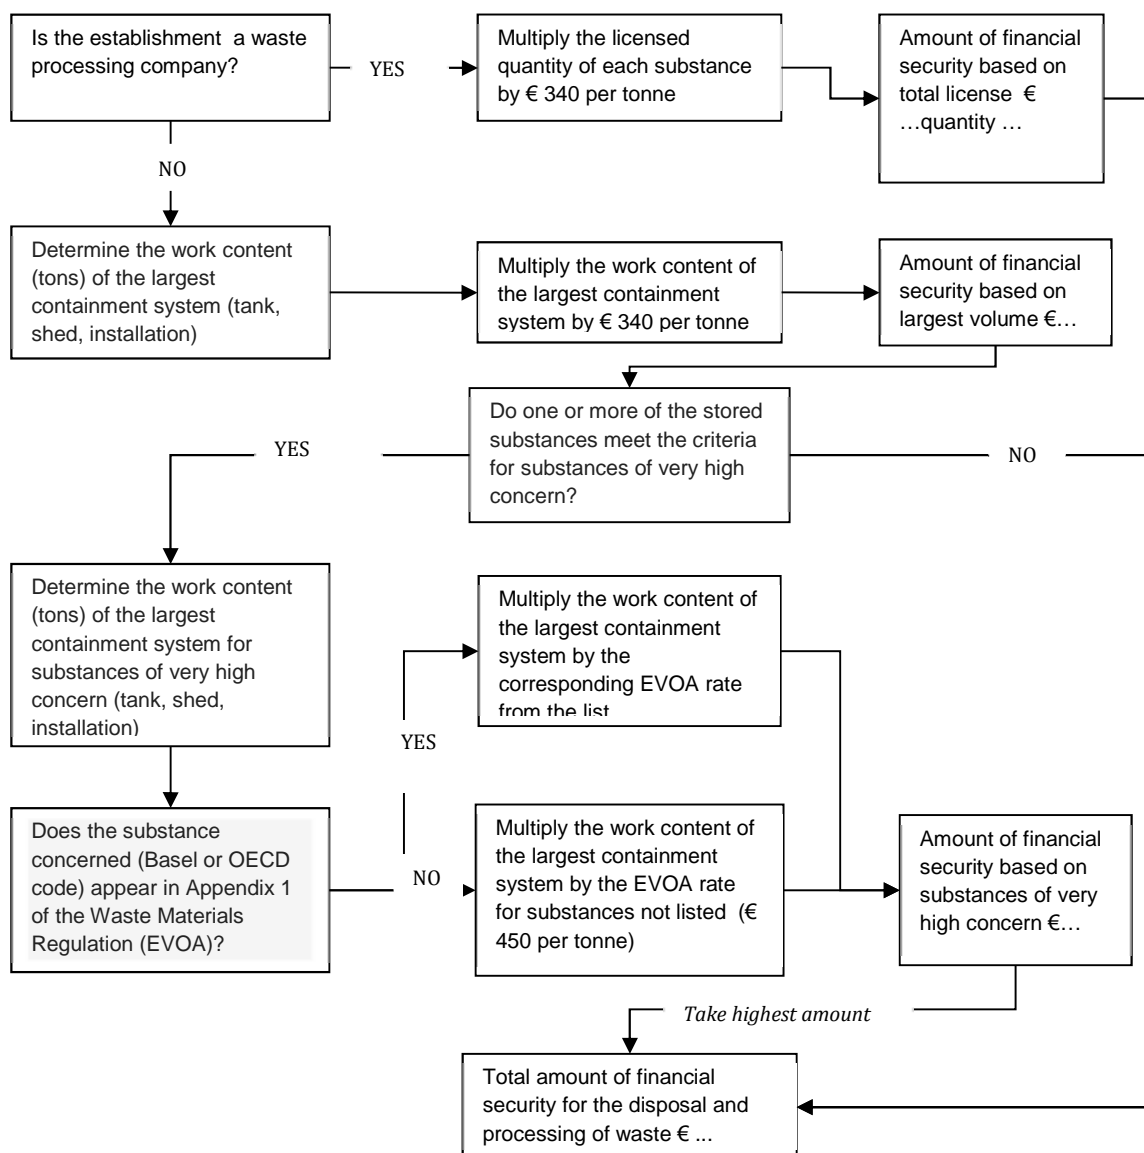 Is the establishment a waste
processing company?
YES
Multiply the licensed
quantity of each substance
by € 340 per tonne
Amount of financial
security based on
total license €
…quantity …
NO
Determine the work content
(tons) of the largest
containment system (tank,
shed, installation)
Multiply the work content of
the largest containment
system by € 340 per tonne
Amount of financial
security based on
largest volume €…
Do one or more of the stored
substances meet the criteria
for substances of very high
concern?
YES
NO
Determine the work content
(tons) of the largest
containment system for
substances of very high
concern (tank, shed,
installation)
Multiply the work content of
the largest containment
system by the
corresponding EVOA rate
from the list
YES
Does the substance
concerned (Basel or OECD
code) appear in Appendix 1
of the Waste Materials
Regulation (EVOA)?
NO
Multiply the work content of
the largest containment
system by the EVOA rate
for substances not listed (€
450 per tonne)
Amount of financial
security based on
substances of very
high concern €…
Take highest amount
Total amount of financial
security for the disposal and
processing of waste € ...